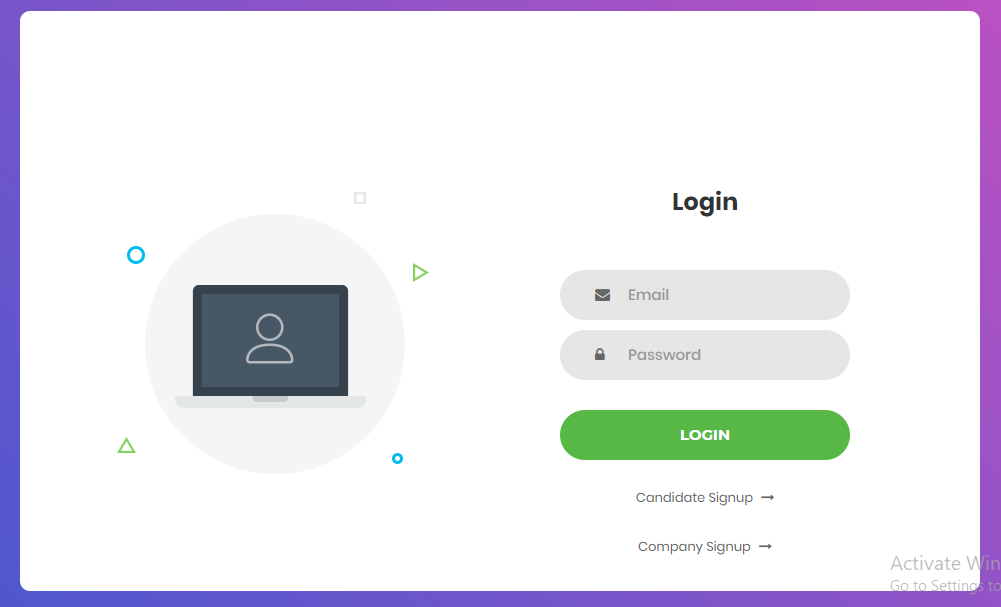 Login
Email
Password
LOGIN
Candidate Signup
Company Signup
Activate Win
Go to Settings to